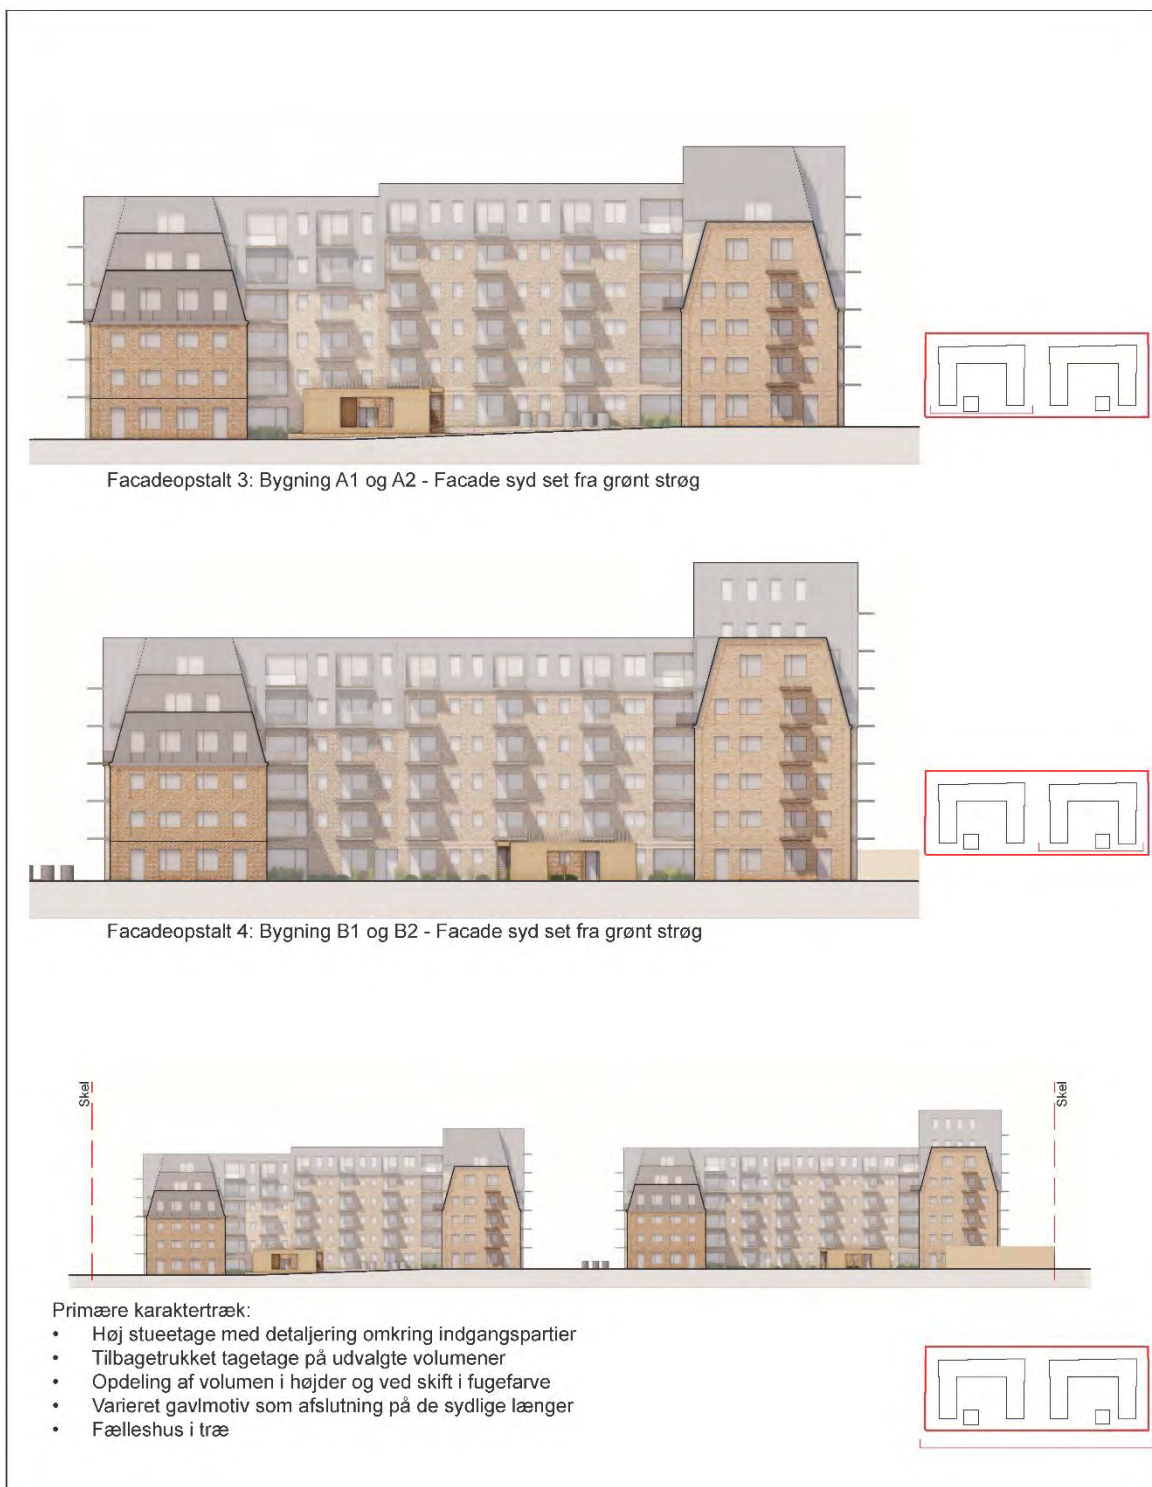 Facadeopstalt 3: Bygning A1 og A2 - Facade syd set fra grønt strøg
Facadeopstalt 4: Bygning B1 og B2 - Facade syd set fra grønt strøg
Skel
Skel
Primære karaktertræk:
• Høj stueetage med detaljering omkring indgangspartier
• Tilbagetrukket tagetage på udvalgte volumener
• Opdeling af volumen i højder og ved skift i fugefarve
• Varieret gavlmotiv som afslutning på de sydlige længer
• Fælleshus i træ